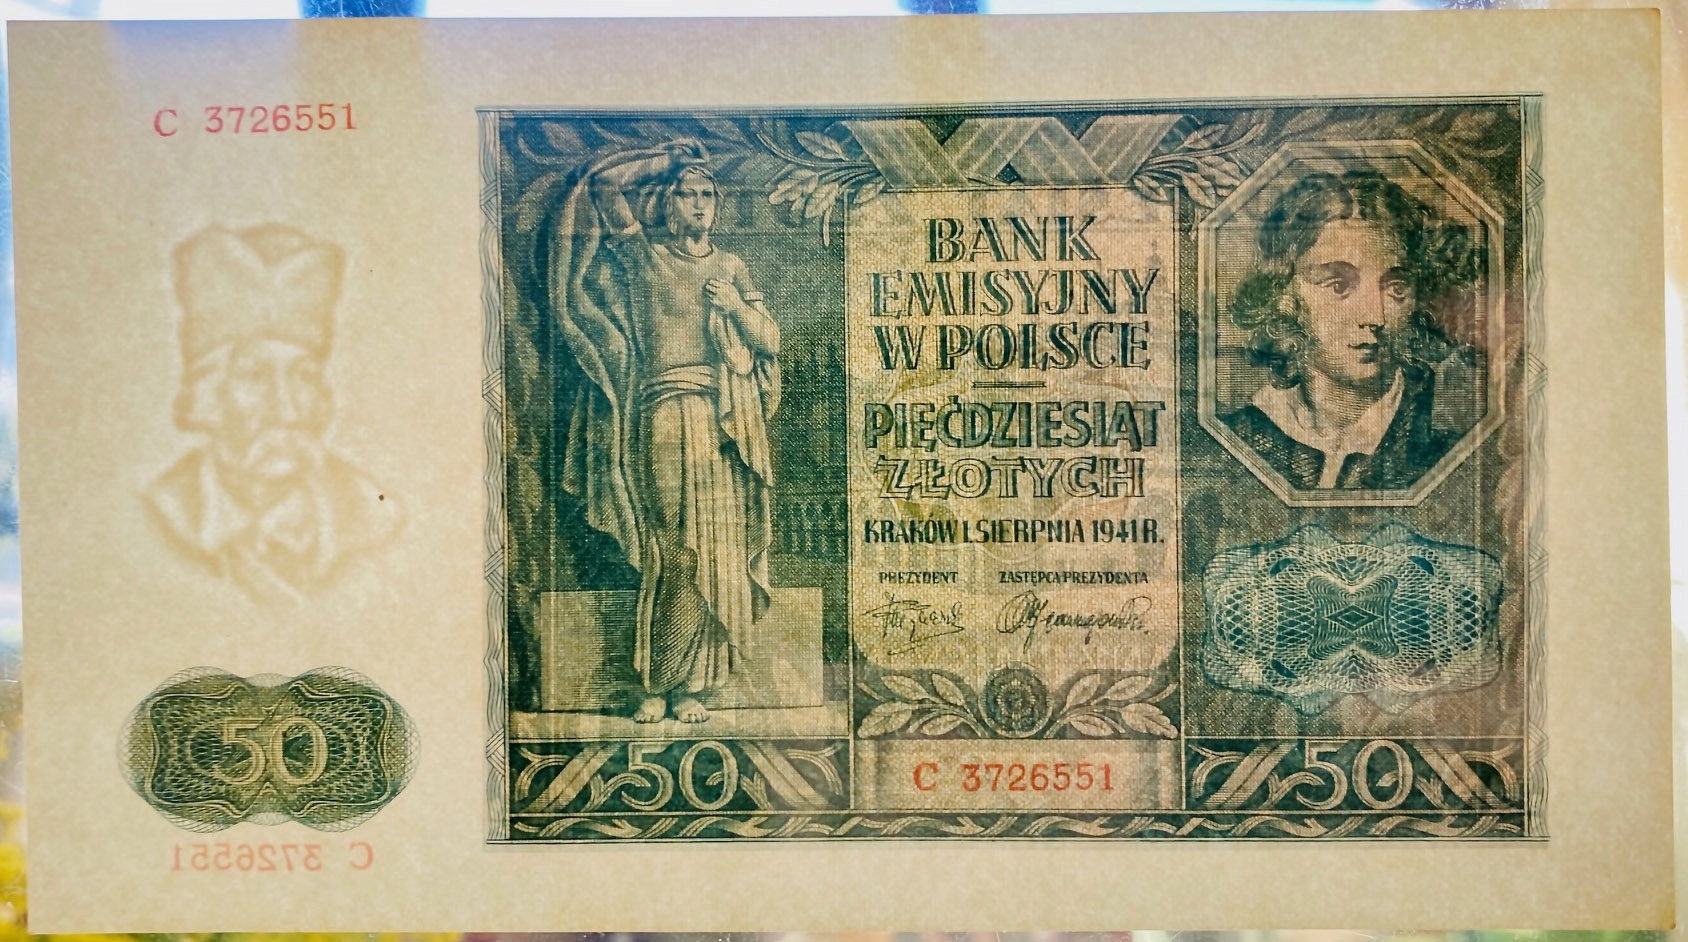 C 3726551
BANK
EMISYJNY
W POLSCE
PIĘĆDZIESIĄT
ZŁOTYCH
KRAKÓW 1.SIERPNIA 1941 R.
PREZYDENT ZASTĘPCA PREZYDENTA
50
50 C 3726551 50
C 3726551